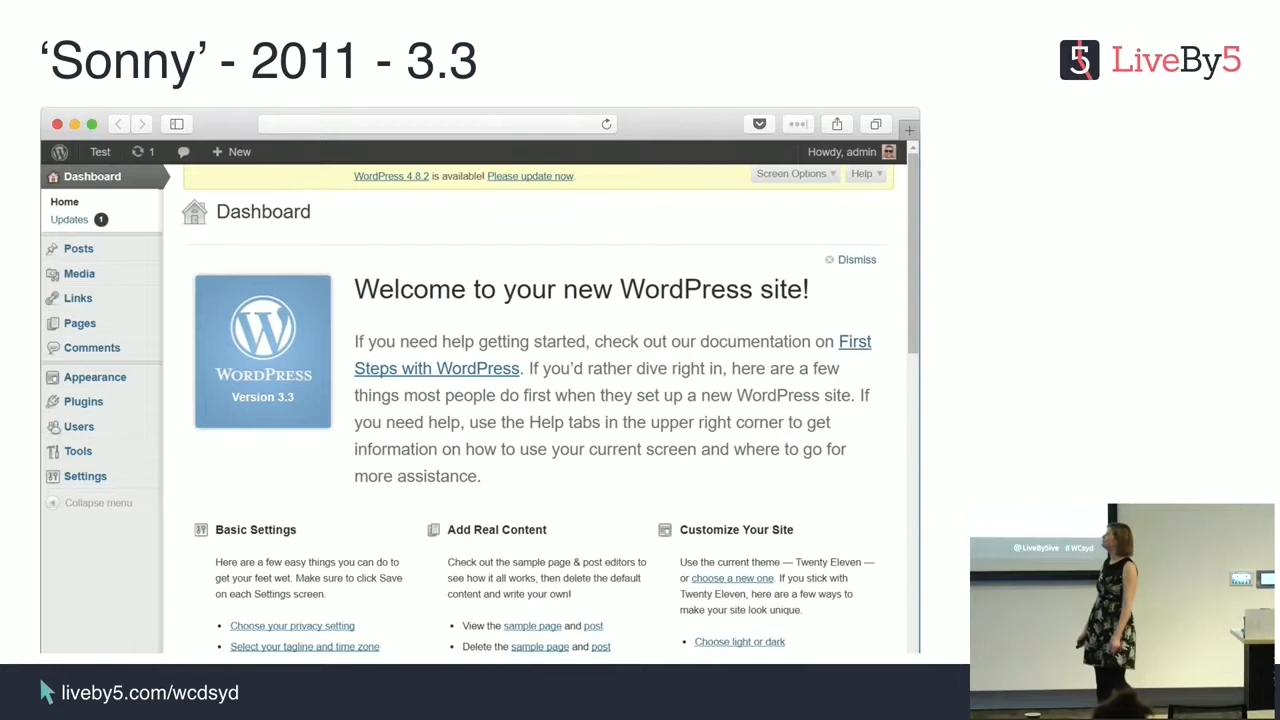 ‘Sonny’ - 2011 - 3.3
5 LiveBy5
Test 1 + New Howdy, admin
Dashboard
WordPress 4.8.2 is available! Please update now.
Screen Options Help
Home
Updates 1
Dashboard
Posts
Media
Links
Pages
Comments
Appearance
Plugins
Users
Tools
Settings
Collapse menu
Dismiss
WORDPRESS
Version 3.3
Welcome to your new WordPress site!
If you need help getting started, check out our documentation on First
Steps with WordPress. If you’d rather dive right in, here are a few
things most people do first when they set up a new WordPress site. If
you need help, use the Help tabs in the upper right corner to get
information on how to use your current screen and where to go for
more assistance.
Basic Settings
Here are a few easy things you can do to
get your feet wet. Make sure to click Save
on each Settings screen.
• Choose your privacy setting
• Select your tagline and time zone
Add Real Content
Check out the sample page & post editors to
see how it all works, then delete the default
content and write your own!
• View the sample page and post
• Delete the sample page and post
Customize Your Site
Use the current theme — Twenty Eleven —
or choose a new one. If you stick with
Twenty Eleven, here are a few ways to
make your site look unique.
• Choose light or dark
@LiveBy5ive #WCsyd
liveby5.com/wcdsyd